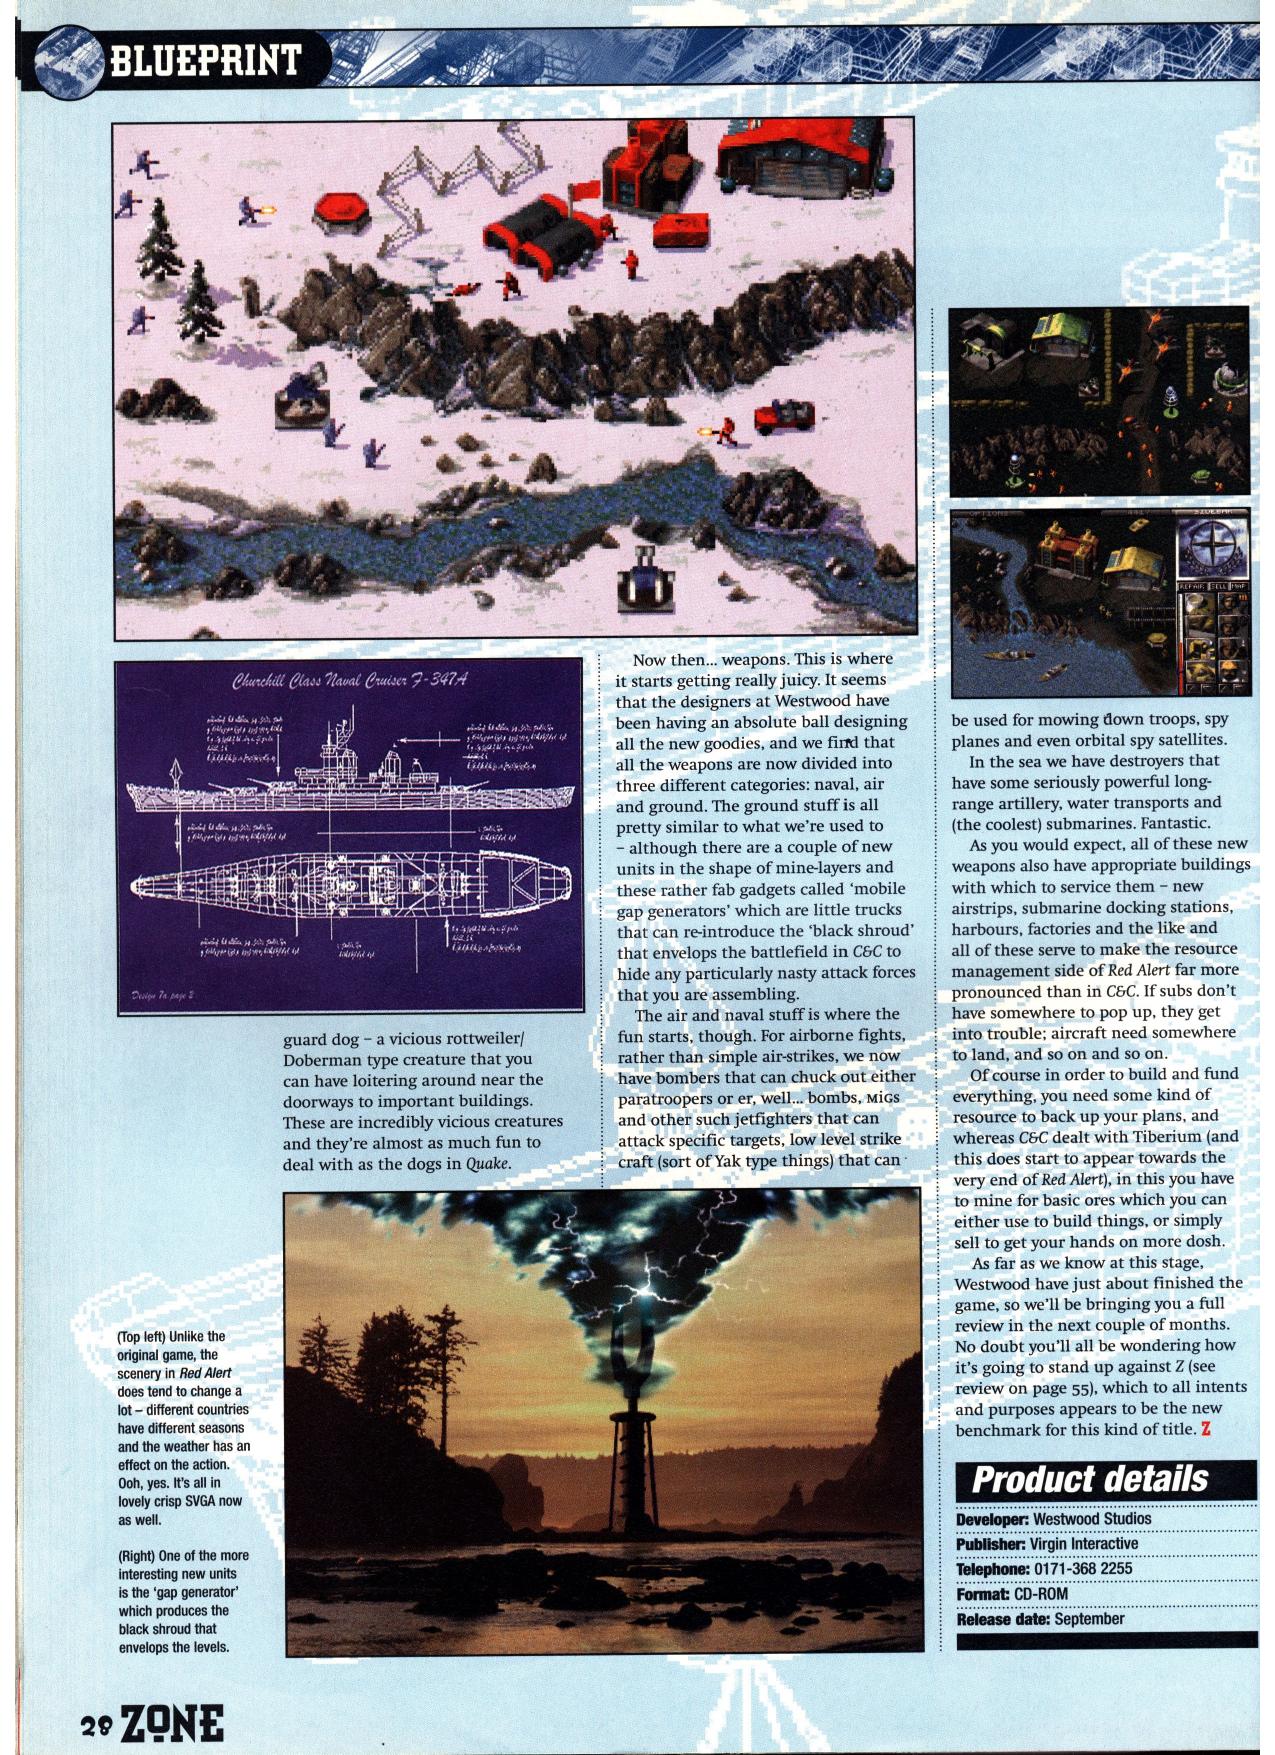 BLUEPRINT
Churchill Class Naval Cruiser F-347A
Design 7a page 2
OPTIONS
SIDEBAR
REPAIR SELL MAP
guard dog – a vicious rottweiler/
Doberman type creature that you
can have loitering around near the
doorways to important buildings.
These are incredibly vicious creatures
and they're almost as much fun to
deal with as the dogs in Quake.
Now then... weapons. This is where
it starts getting really juicy. It seems
that the designers at Westwood have
been having an absolute ball designing
all the new goodies, and we find that
all the weapons are now divided into
three different categories: naval, air
and ground. The ground stuff is all
pretty similar to what we're used to
– although there are a couple of new
units in the shape of mine-layers and
these rather fab gadgets called 'mobile
gap generators' which are little trucks
that can re-introduce the 'black shroud'
that envelops the battlefield in C&C to
hide any particularly nasty attack forces
that you are assembling.
The air and naval stuff is where the
fun starts, though. For airborne fights,
rather than simple air-strikes, we now
have bombers that can chuck out either
paratroopers or er, well... bombs, MIGs
and other such jetfighters that can
attack specific targets, low level strike
craft (sort of Yak type things) that can
be used for mowing down troops, spy
planes and even orbital spy satellites.
In the sea we have destroyers that
have some seriously powerful long-
range artillery, water transports and
(the coolest) submarines. Fantastic.
As you would expect, all of these new
weapons also have appropriate buildings
with which to service them – new
airstrips, submarine docking stations,
harbours, factories and the like and
all of these serve to make the resource
management side of Red Alert far more
pronounced than in C&C. If subs don't
have somewhere to pop up, they get
into trouble; aircraft need somewhere
to land, and so on and so on.
Of course in order to build and fund
everything, you need some kind of
resource to back up your plans, and
whereas C&C dealt with Tiberium (and
this does start to appear towards the
very end of Red Alert), in this you have
to mine for basic ores which you can
either use to build things, or simply
sell to get your hands on more dosh.
As far as we know at this stage,
Westwood have just about finished the
game, so we'll be bringing you a full
review in the next couple of months.
No doubt you'll all be wondering how
it's going to stand up against Z (see
review on page 55), which to all intents
and purposes appears to be the new
benchmark for this kind of title. Z
(Top left) Unlike the
original game, the
scenery in Red Alert
does tend to change a
lot – different countries
have different seasons
and the weather has an
effect on the action.
Ooh, yes. It's all in
lovely crisp SVGA now
as well.
(Right) One of the more
interesting new units
is the 'gap generator'
which produces the
black shroud that
envelops the levels.
Product details
Developer: Westwood Studios
Publisher: Virgin Interactive
Telephone: 0171-368 2255
Format: CD-ROM
Release date: September
28 ZONE